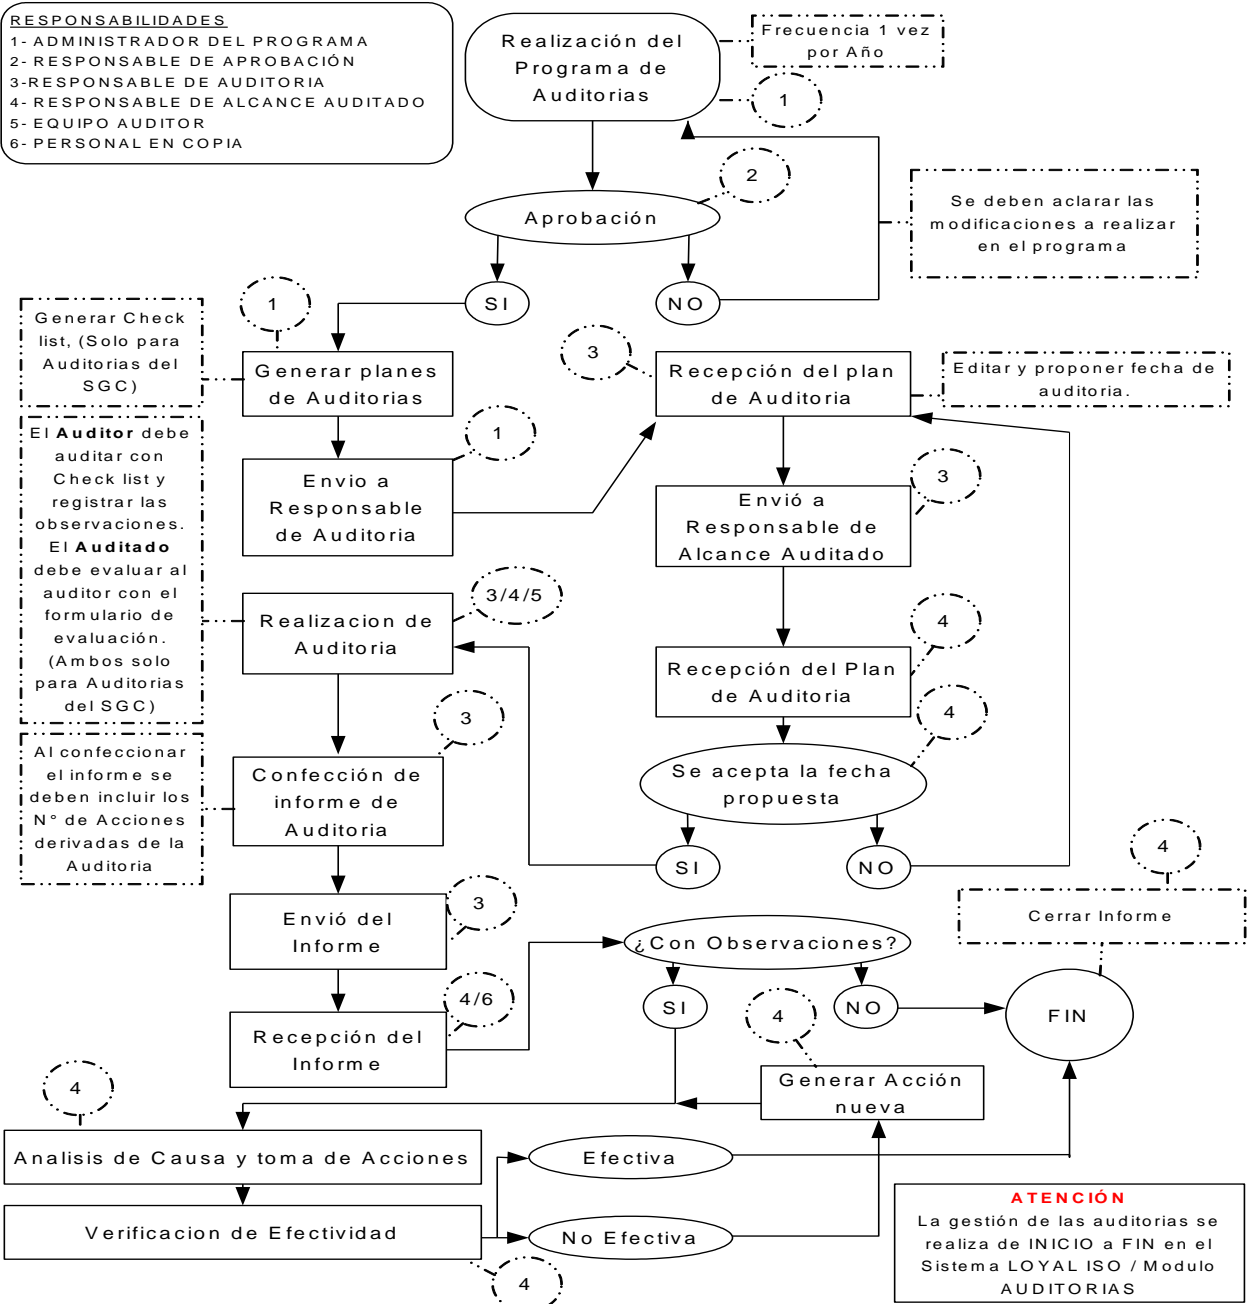 RESPONSABILIDADES
1- ADMINISTRADOR DEL PROGRAMA
2- RESPONSABLE DE APROBACIÓN
3-RESPONSABLE DE AUDITORIA
4- RESPONSABLE DE ALCANCE AUDITADO
5- EQUIPO AUDITOR
6- PERSONAL EN COPIA
Realización del
Programa de
Auditorias
Frecuencia 1 vez
por Año
1
2
Aprobación
Se deben aclarar las
modificaciones a realizar
en el programa
SI
NO
1
Generar Check
list, (Solo para
Auditorias del
SGC)
Generar planes
de Auditorias
3
Recepción del plan
de Auditoria
Editar y proponer fecha de
auditoria.
El Auditor debe
auditar con
Check list y
registrar las
observaciones.
El Auditado
debe evaluar al
auditor con el
formulario de
evaluación.
(Ambos solo
para Auditorias
del SGC)
1
Envio a
Responsable
de Auditoria
3
Envió a
Responsable de
Alcance Auditado
3/4/5
Realizacion de
Auditoria
4
Recepción del Plan
de Auditoria
3
4
Al confeccionar
el informe se
deben incluir los
N° de Acciones
derivadas de la
Auditoria
Confección de
informe de
Auditoria
Se acepta la fecha
propuesta
SI
NO
4
3
Envió del
Informe
¿Con Observaciones?
Cerrar Informe
4/6
SI
NO
4
FIN
Recepción del
Informe
4
Generar Acción
nueva
Analisis de Causa y toma de Acciones
Efectiva
Verificacion de Efectividad
No Efectiva
4
ATENCIÓN
La gestión de las auditorias se
realiza de INICIO a FIN en el
Sistema LOYAL ISO / Modulo
AUDITORIAS